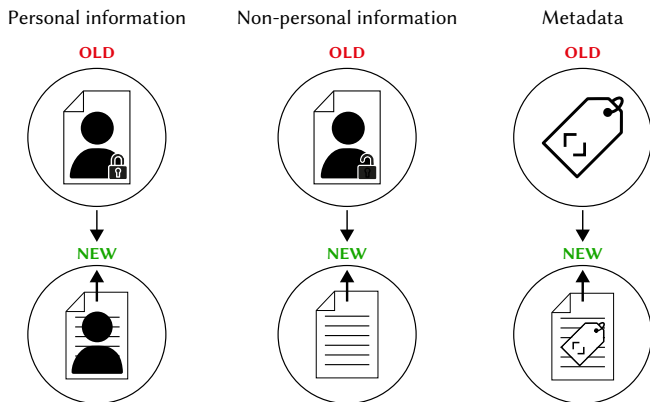 Personal information
Non-personal information
Metadata
OLD
OLD
OLD
NEW
NEW
NEW